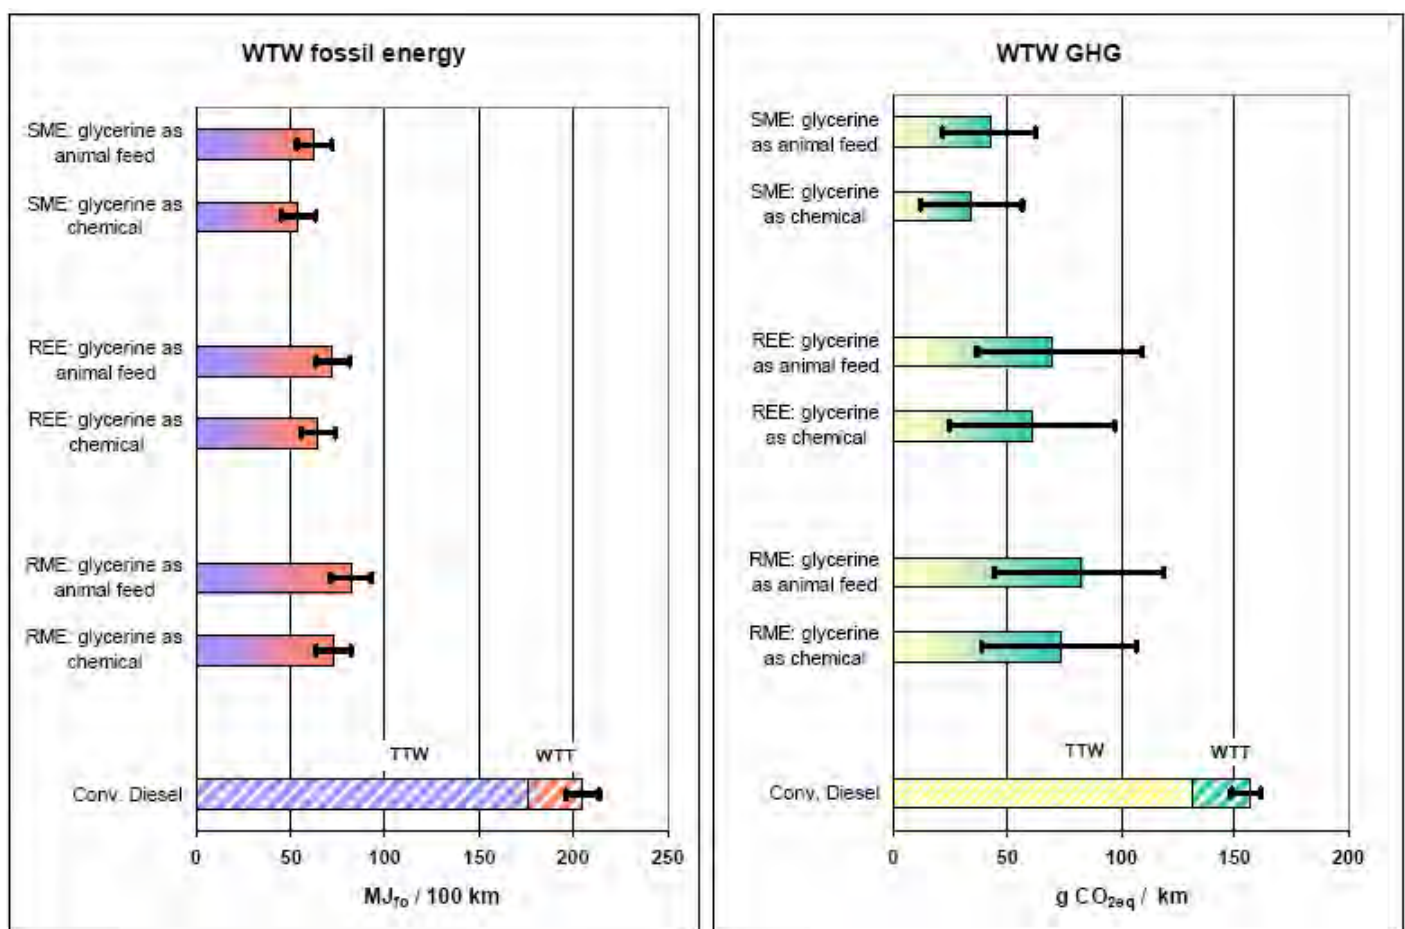 WTW fossil energy
SME: glycerine as
animal feed
SME: glycerine as
chemical
REE: glycerine as
animal feed
REE: glycerine as
chemical
RME: glycerine as
animal feed
RME: glycerine as
chemical
TTW
WTT
Conv. Diesel
0 50 100 150 200 250
MJfo / 100 km
WTW GHG
SME: glycerine
as animal feed
SME: glycerine
as chemical
REE: glycerine
as animal feed
REE: glycerine
as chemical
RME: glycerine
as animal feed
RME: glycerine
as chemical
TTW
WTT
Conv. Diesel
0 50 100 150 200
g CO2eq / km